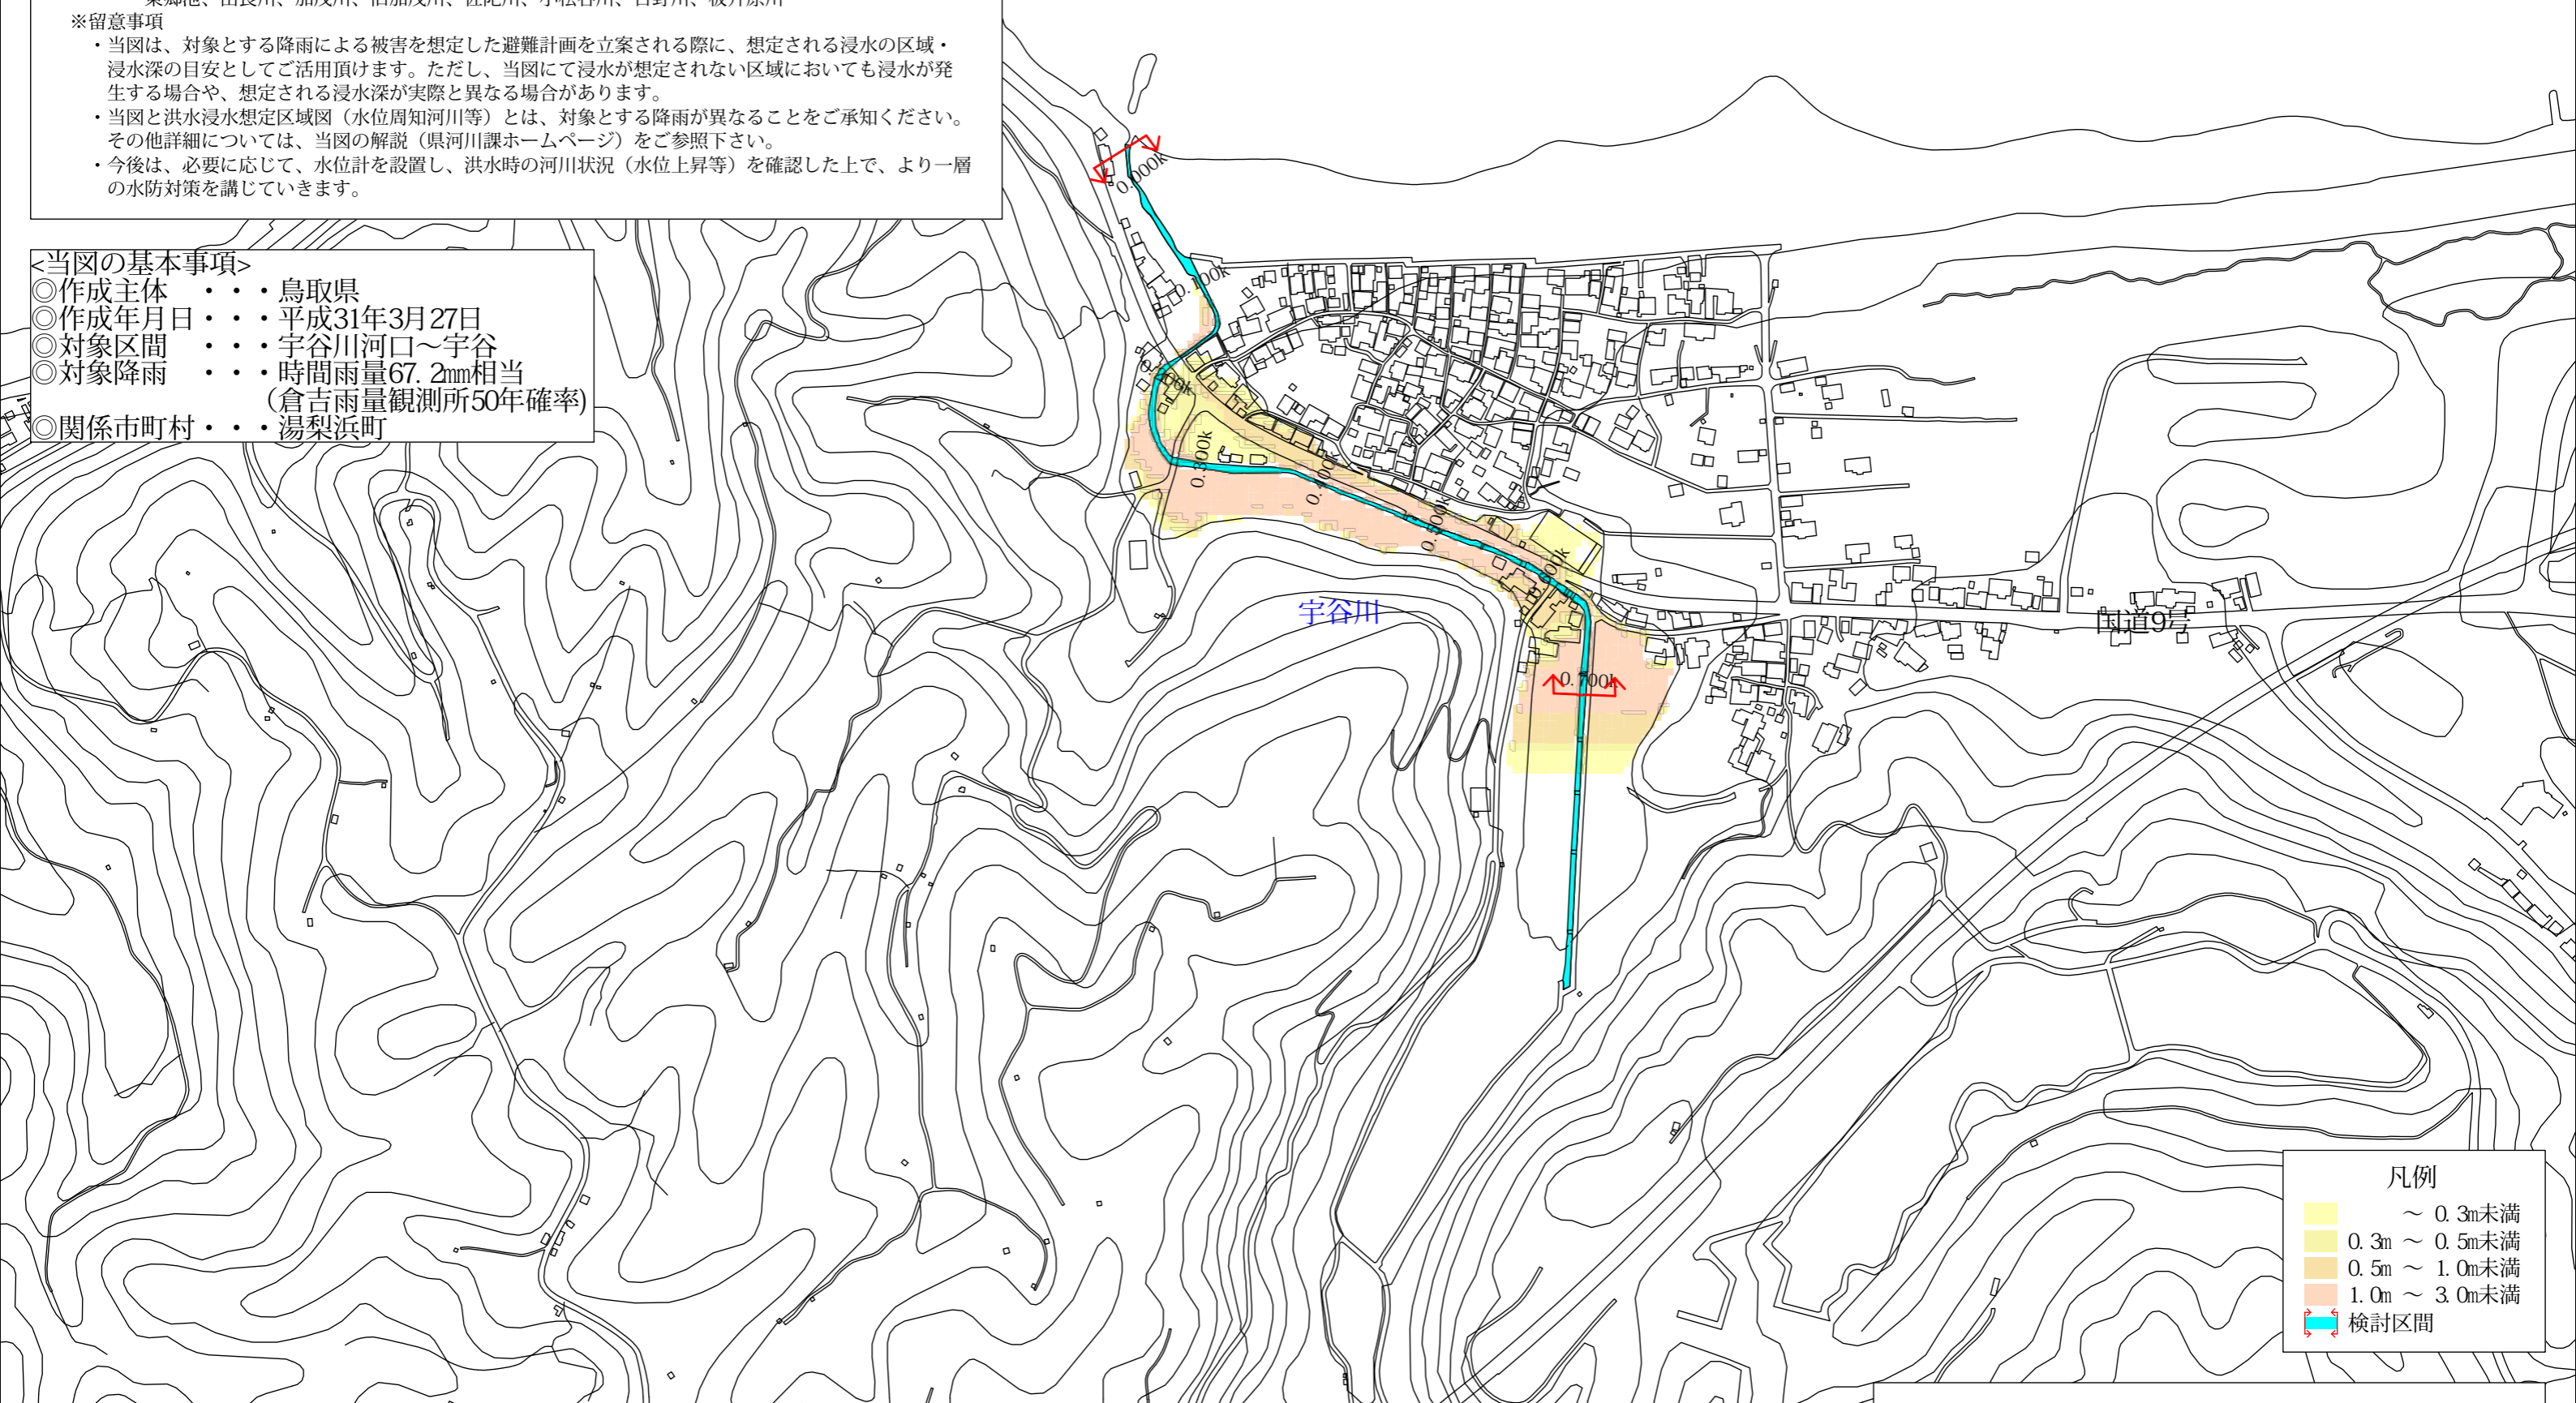 ※留意事項
・当図は、対象とする降雨による被害を想定した避難計画を立案される際に、想定される浸水の区域・
浸水深の目安としてご活用頂けます。ただし、当図にて浸水が想定されない区域においても浸水が発
生する場合や、想定される浸水深が実際と異なる場合があります。
・当図と洪水浸水想定区域図（水位周知河川等）とは、対象とする降雨が異なることをご承知ください。
その他詳細については、当図の解説（県河川課ホームページ）をご参照下さい。
・今後は、必要に応じて、水位計を設置し、洪水時の河川状況（水位上昇等）を確認した上で、より一層
の水防対策を講じていきます。
<当図の基本事項>
◎作成主体　・・・鳥取県
◎作成年月日・・・平成31年3月27日
◎対象区間　・・・宇谷川河口～宇谷
◎対象降雨　・・・時間雨量67.2㎜相当
（倉吉雨量観測所50年確率)
◎関係市町村・・・湯梨浜町
0.000k
0.100k
0.300k
0.400k
0.500k
0.700k
宇谷川
国道9号
凡例
～ 0.3m未満
0.3m ～ 0.5m未満
0.5m ～ 1.0m未満
1.0m ～ 3.0m未満
検討区間